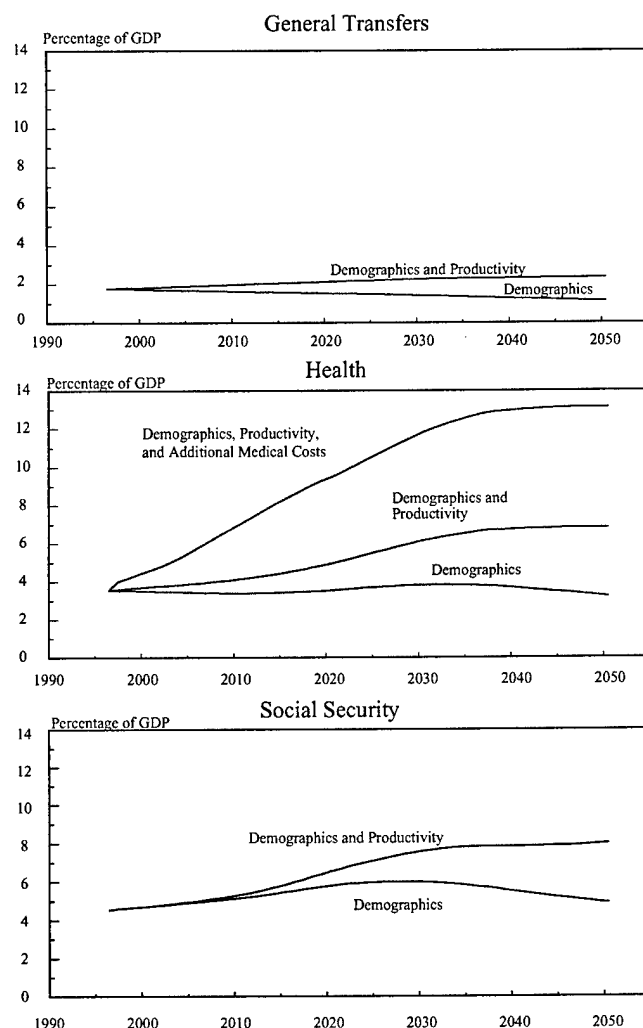 General Transfers
Percentage of GDP
14
12
10
8
6
4
2
0
Demographics and Productivity
Demographics
1990 2000 2010 2020 2030 2040 2050
Health
Percentage of GDP
14
12
10
8
6
4
2
0
Demographics, Productivity,
and Additional Medical Costs
Demographics and
Productivity
Demographics
1990 2000 2010 2020 2030 2040 2050
Social Security
Percentage of GDP
14
12
10
8
6
4
2
0
Demographics and Productivity
Demographics
1990 2000 2010 2020 2030 2040 2050